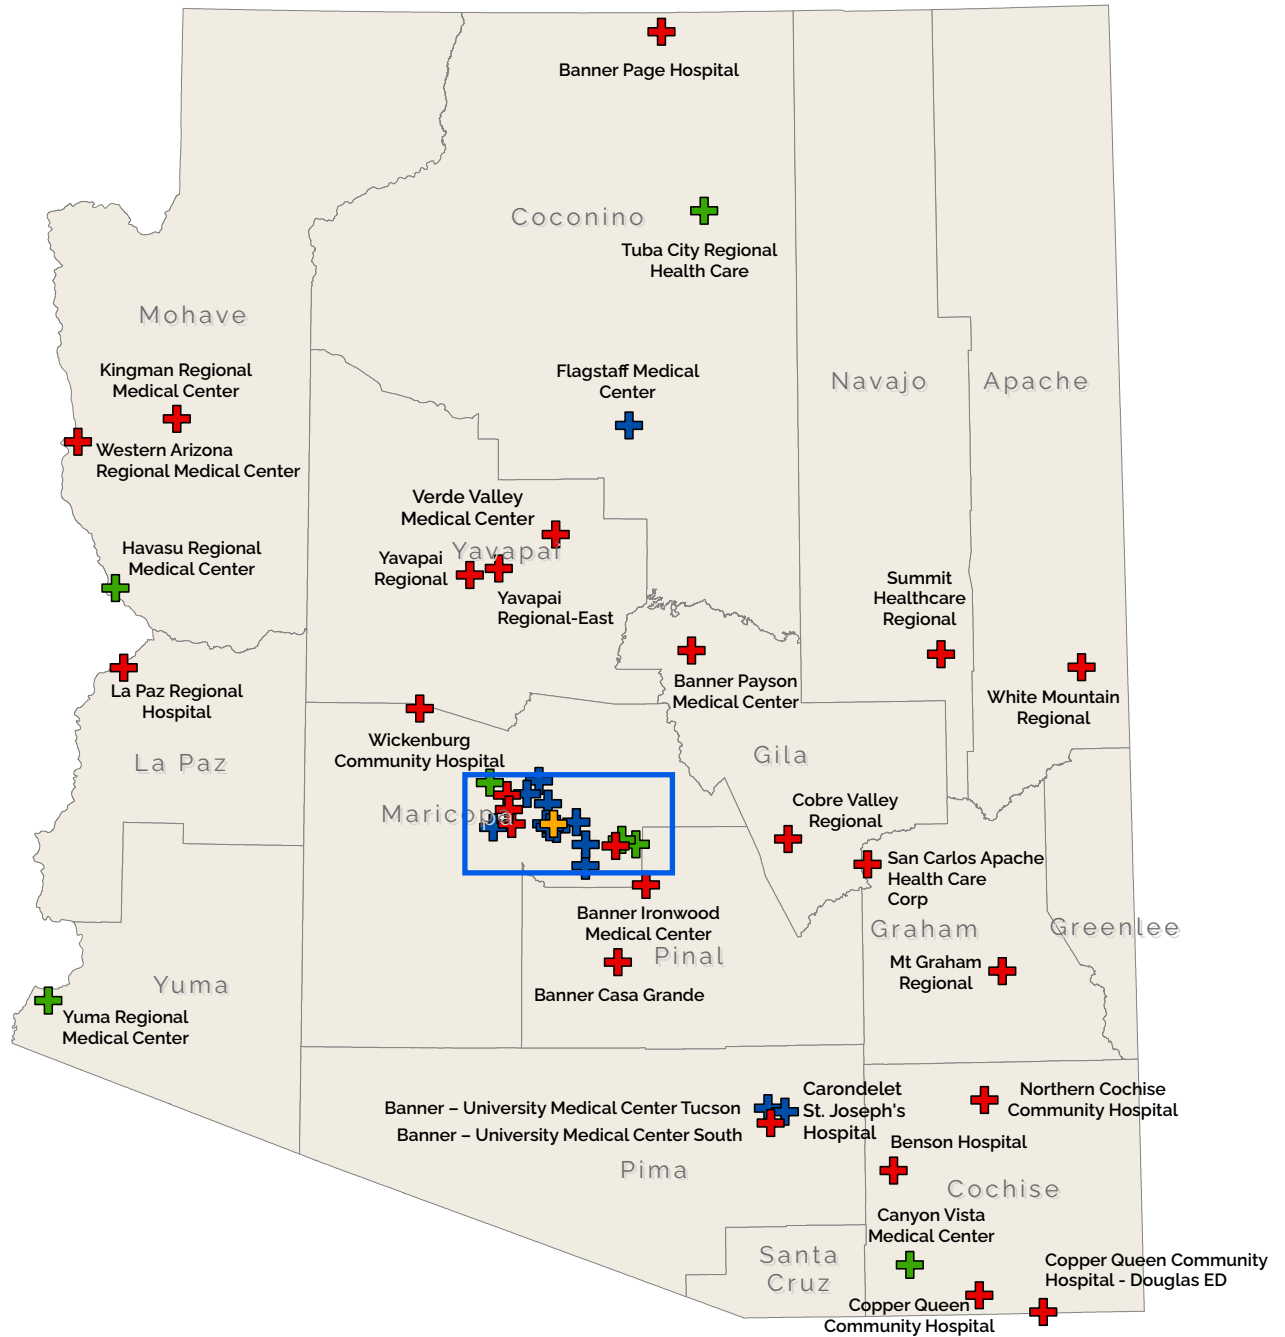 Banner Page Hospital
Coconino
Tuba City Regional
Health Care
Mohave
Kingman Regional
Medical Center
Flagstaff Medical
Center
Navajo
Apache
Western Arizona
Regional Medical Center
Verde Valley
Medical Center
Havasu Regional
Medical Center
Yavapai
Yavapai
Regional
Yavapai
Regional-East
Summit
Healthcare
Regional
La Paz Regional
Hospital
Banner Payson
Medical Center
White Mountain
Regional
Wickenburg
Community Hospital
La Paz
Gila
Maricopa
Cobre Valley
Regional
San Carlos Apache
Health Care
Corp
Banner Ironwood
Medical Center
Graham
Greenlee
Pinal
Mt Graham
Regional
Yuma
Banner Casa Grande
Yuma Regional
Medical Center
Banner – University Medical Center Tucson
Banner – University Medical Center South
Carondelet
St. Joseph's
Hospital
Northern Cochise
Community Hospital
Benson Hospital
Pima
Cochise
Canyon Vista
Medical Center
Santa
Cruz
Copper Queen Community
Hospital - Douglas ED
Copper Queen
Community Hospital